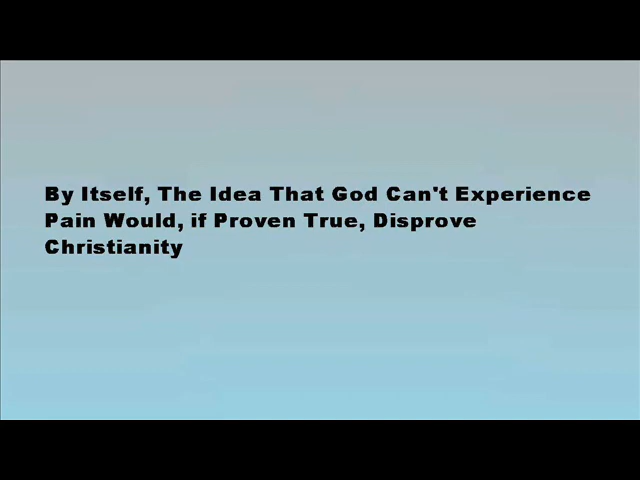 By Itself, The Idea That God Can't Experience
Pain Would, if Proven True, Disprove
Christianity